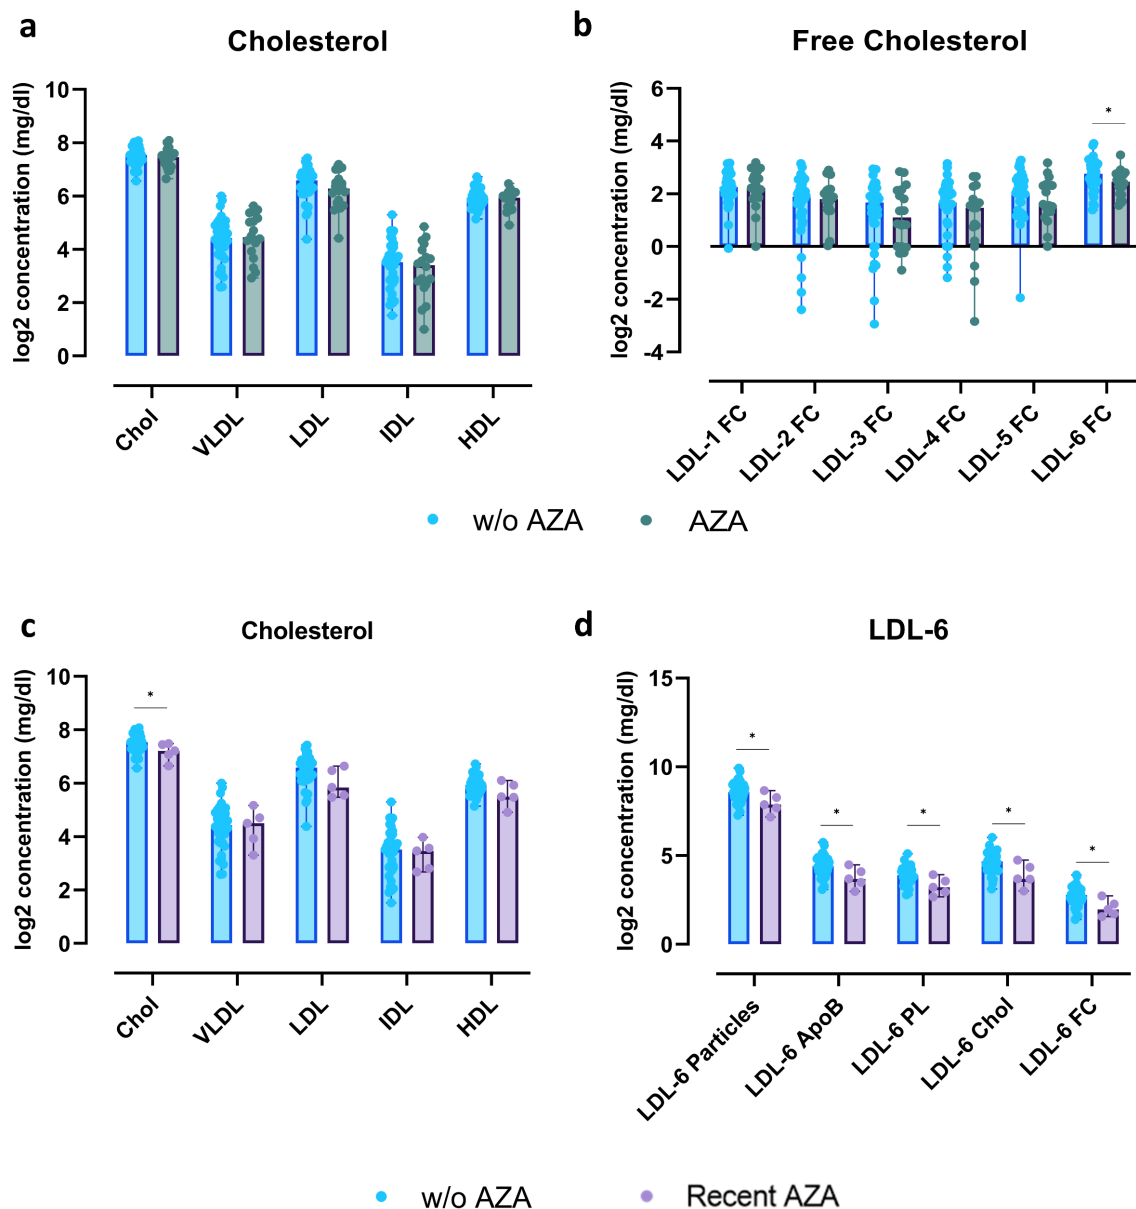 a
Cholesterol
log2 concentration (mg/dl)
10
8
6
4
2
0
Chol
VLDL
LDL
IDL
HDL
b
Free Cholesterol
log2 concentration (mg/dl)
6
4
2
0
-2
-4
*
LDL-1 FC
LDL-2 FC
LDL-3 FC
LDL-4 FC
LDL-5 FC
LDL-6 FC
w/o AZA
AZA
c
Cholesterol
log2 concentration (mg/dl)
10
8
6
4
2
0
*
Chol
VLDL
LDL
IDL
HDL
d
LDL-6
log2 concentration (mg/dl)
15
10
5
0
*
*
*
*
*
LDL-6 Particles
LDL-6 ApoB
LDL-6 PL
LDL-6 Chol
LDL-6 FC
w/o AZA
Recent AZA